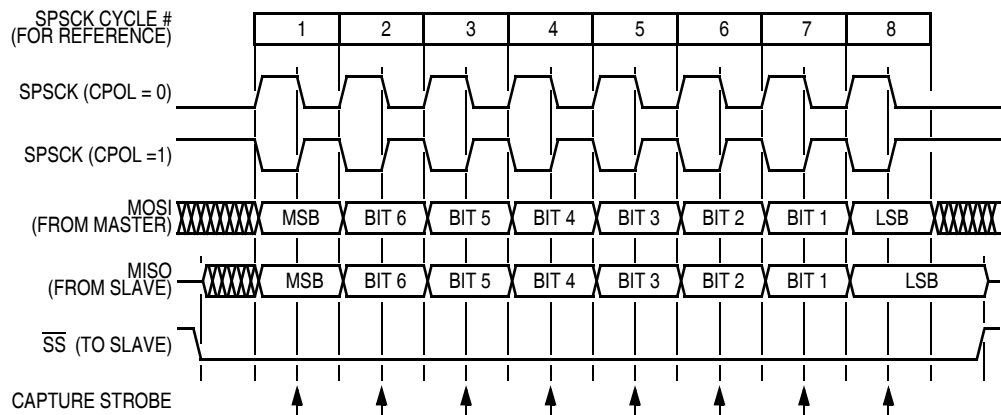 SPSCK CYCLE #
(FOR REFERENCE)
1 2 3 4 5 6 7 8
SPSCK (CPOL = 0)
SPSCK (CPOL =1)
MOSI
(FROM MASTER)
MSB BIT 6 BIT 5 BIT 4 BIT 3 BIT 2 BIT 1 LSB
MISO
(FROM SLAVE)
MSB BIT 6 BIT 5 BIT 4 BIT 3 BIT 2 BIT 1 LSB
SS (TO SLAVE)
CAPTURE STROBE